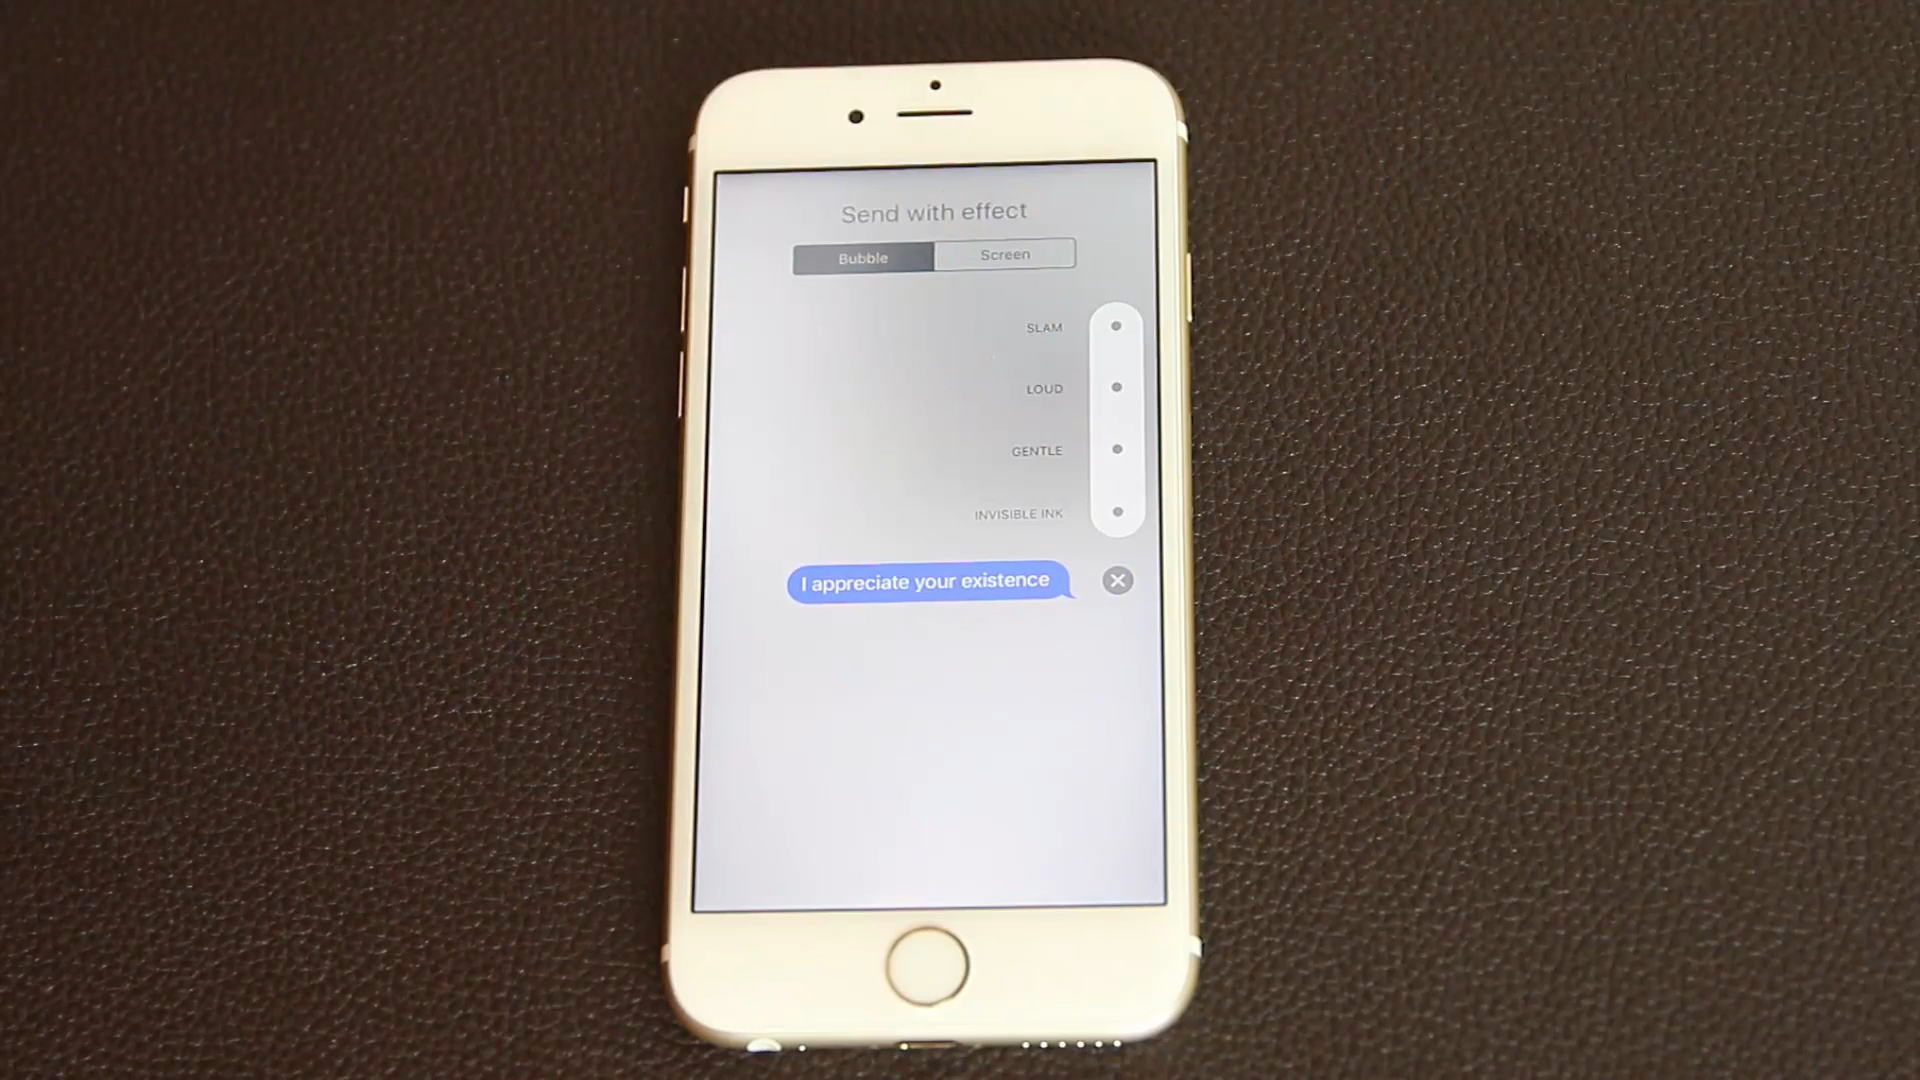 Send with effect
Bubble Screen
SLAM
LOUD
GENTLE
INVISIBLE INK
I appreciate your existence